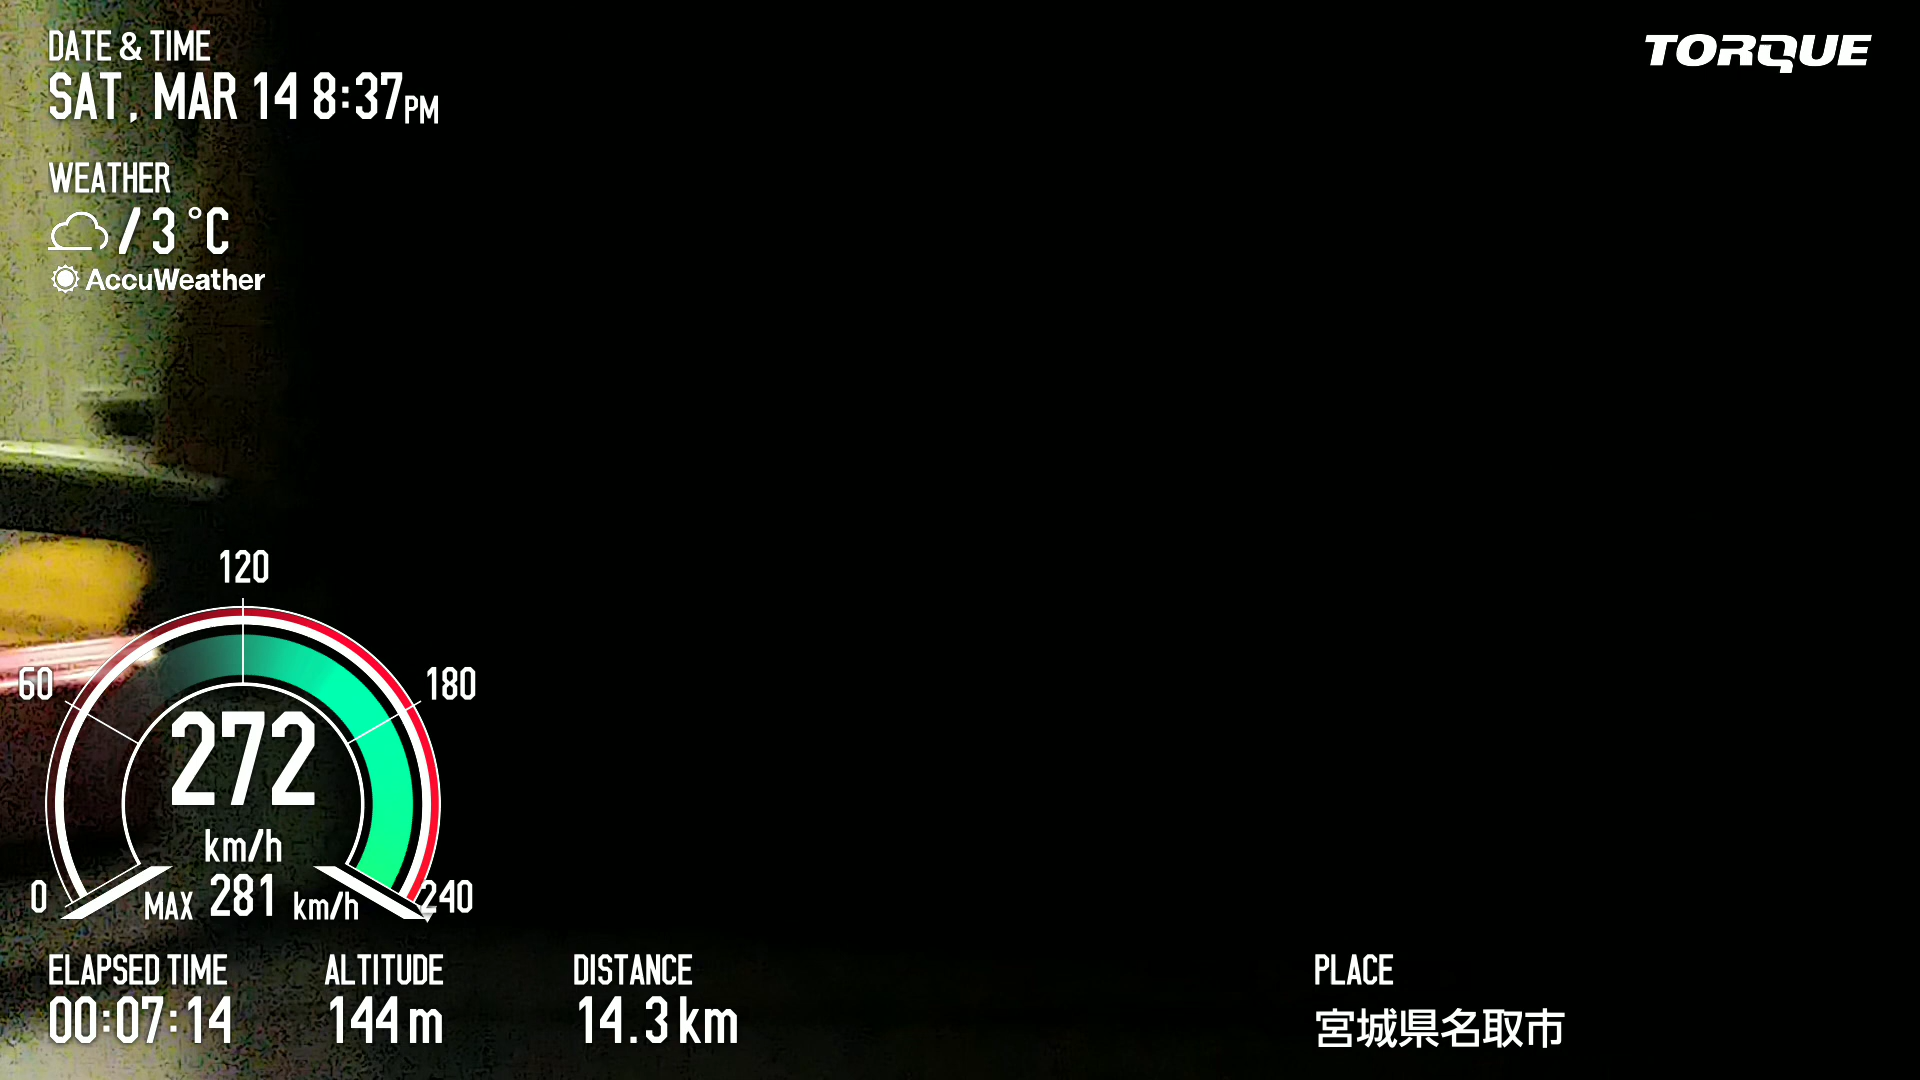 DATE & TIME
SAT, MAR 14 8:37PM
TORQUE
WEATHER
/ 3 °C
AccuWeather
120
60
180
272
km/h
0
MAX 281 km/h
240
ELAPSED TIME
00:07:14
ALTITUDE
144 m
DISTANCE
14.3 km
PLACE
宮城県名取市